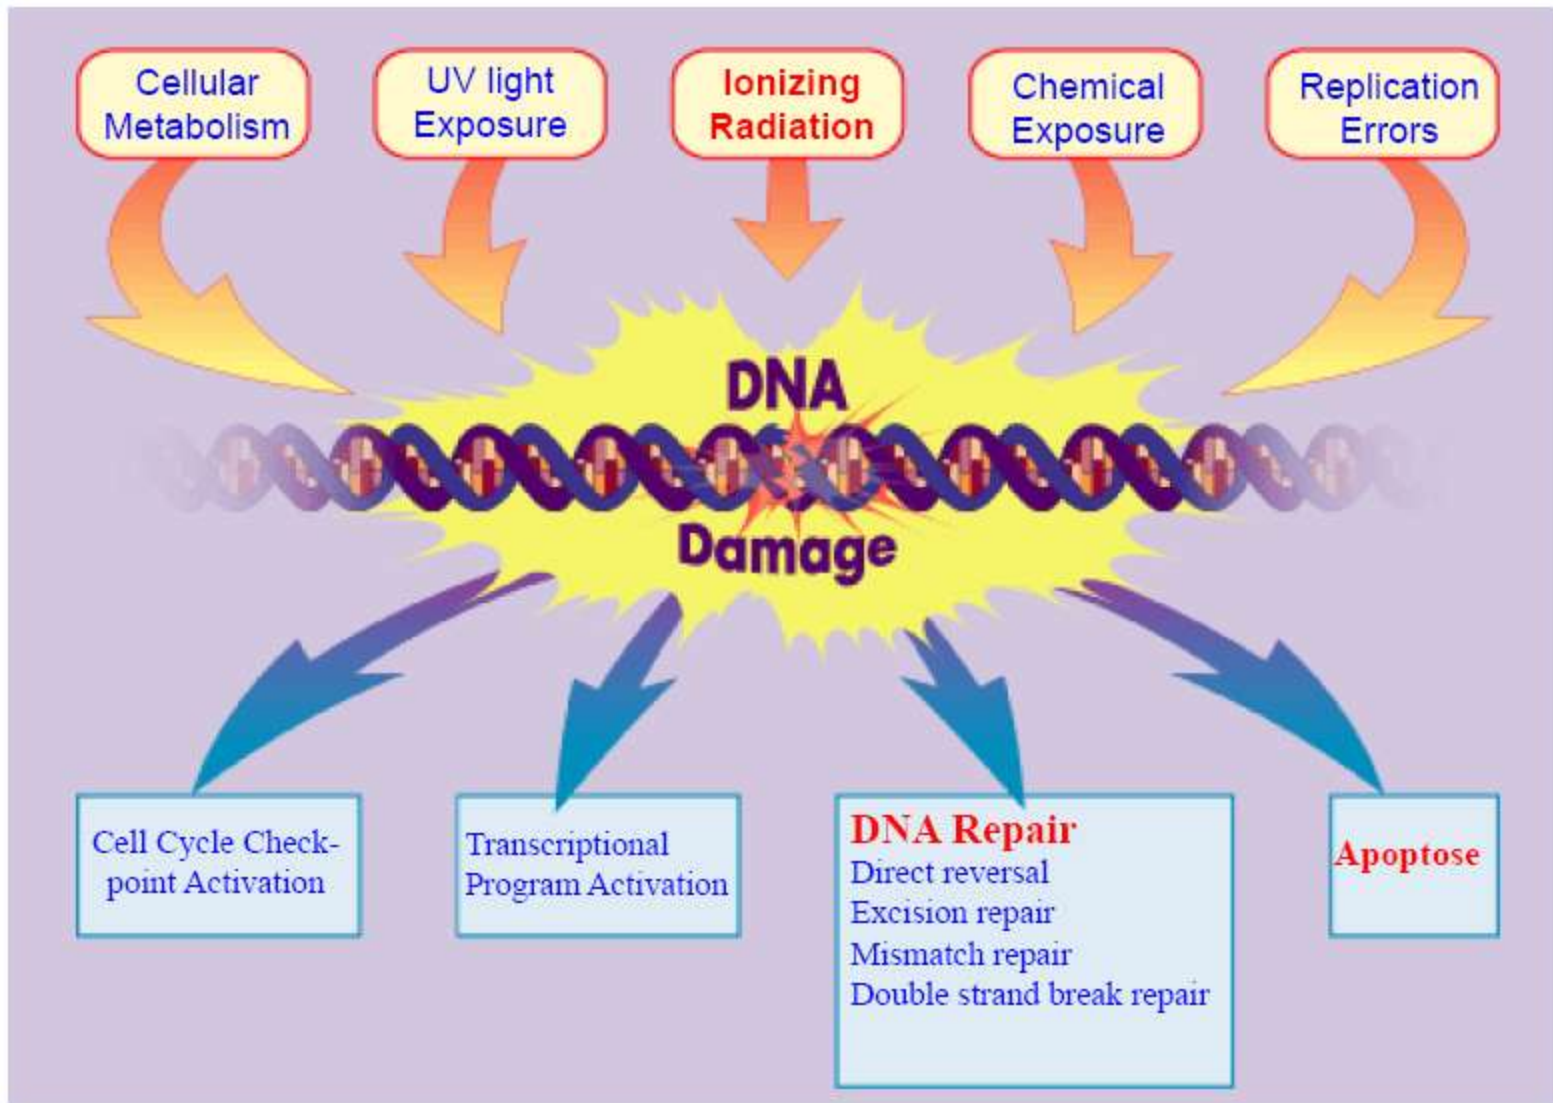 Cellular
Metabolism
UV light
Exposure
Ionizing
Radiation
Chemical
Exposure
Replication
Errors
DNA
Damage
Cell Cycle Check-
point Activation
Transcriptional
Program Activation
DNA Repair
Direct reversal
Excision repair
Mismatch repair
Double strand break repair
Apoptose